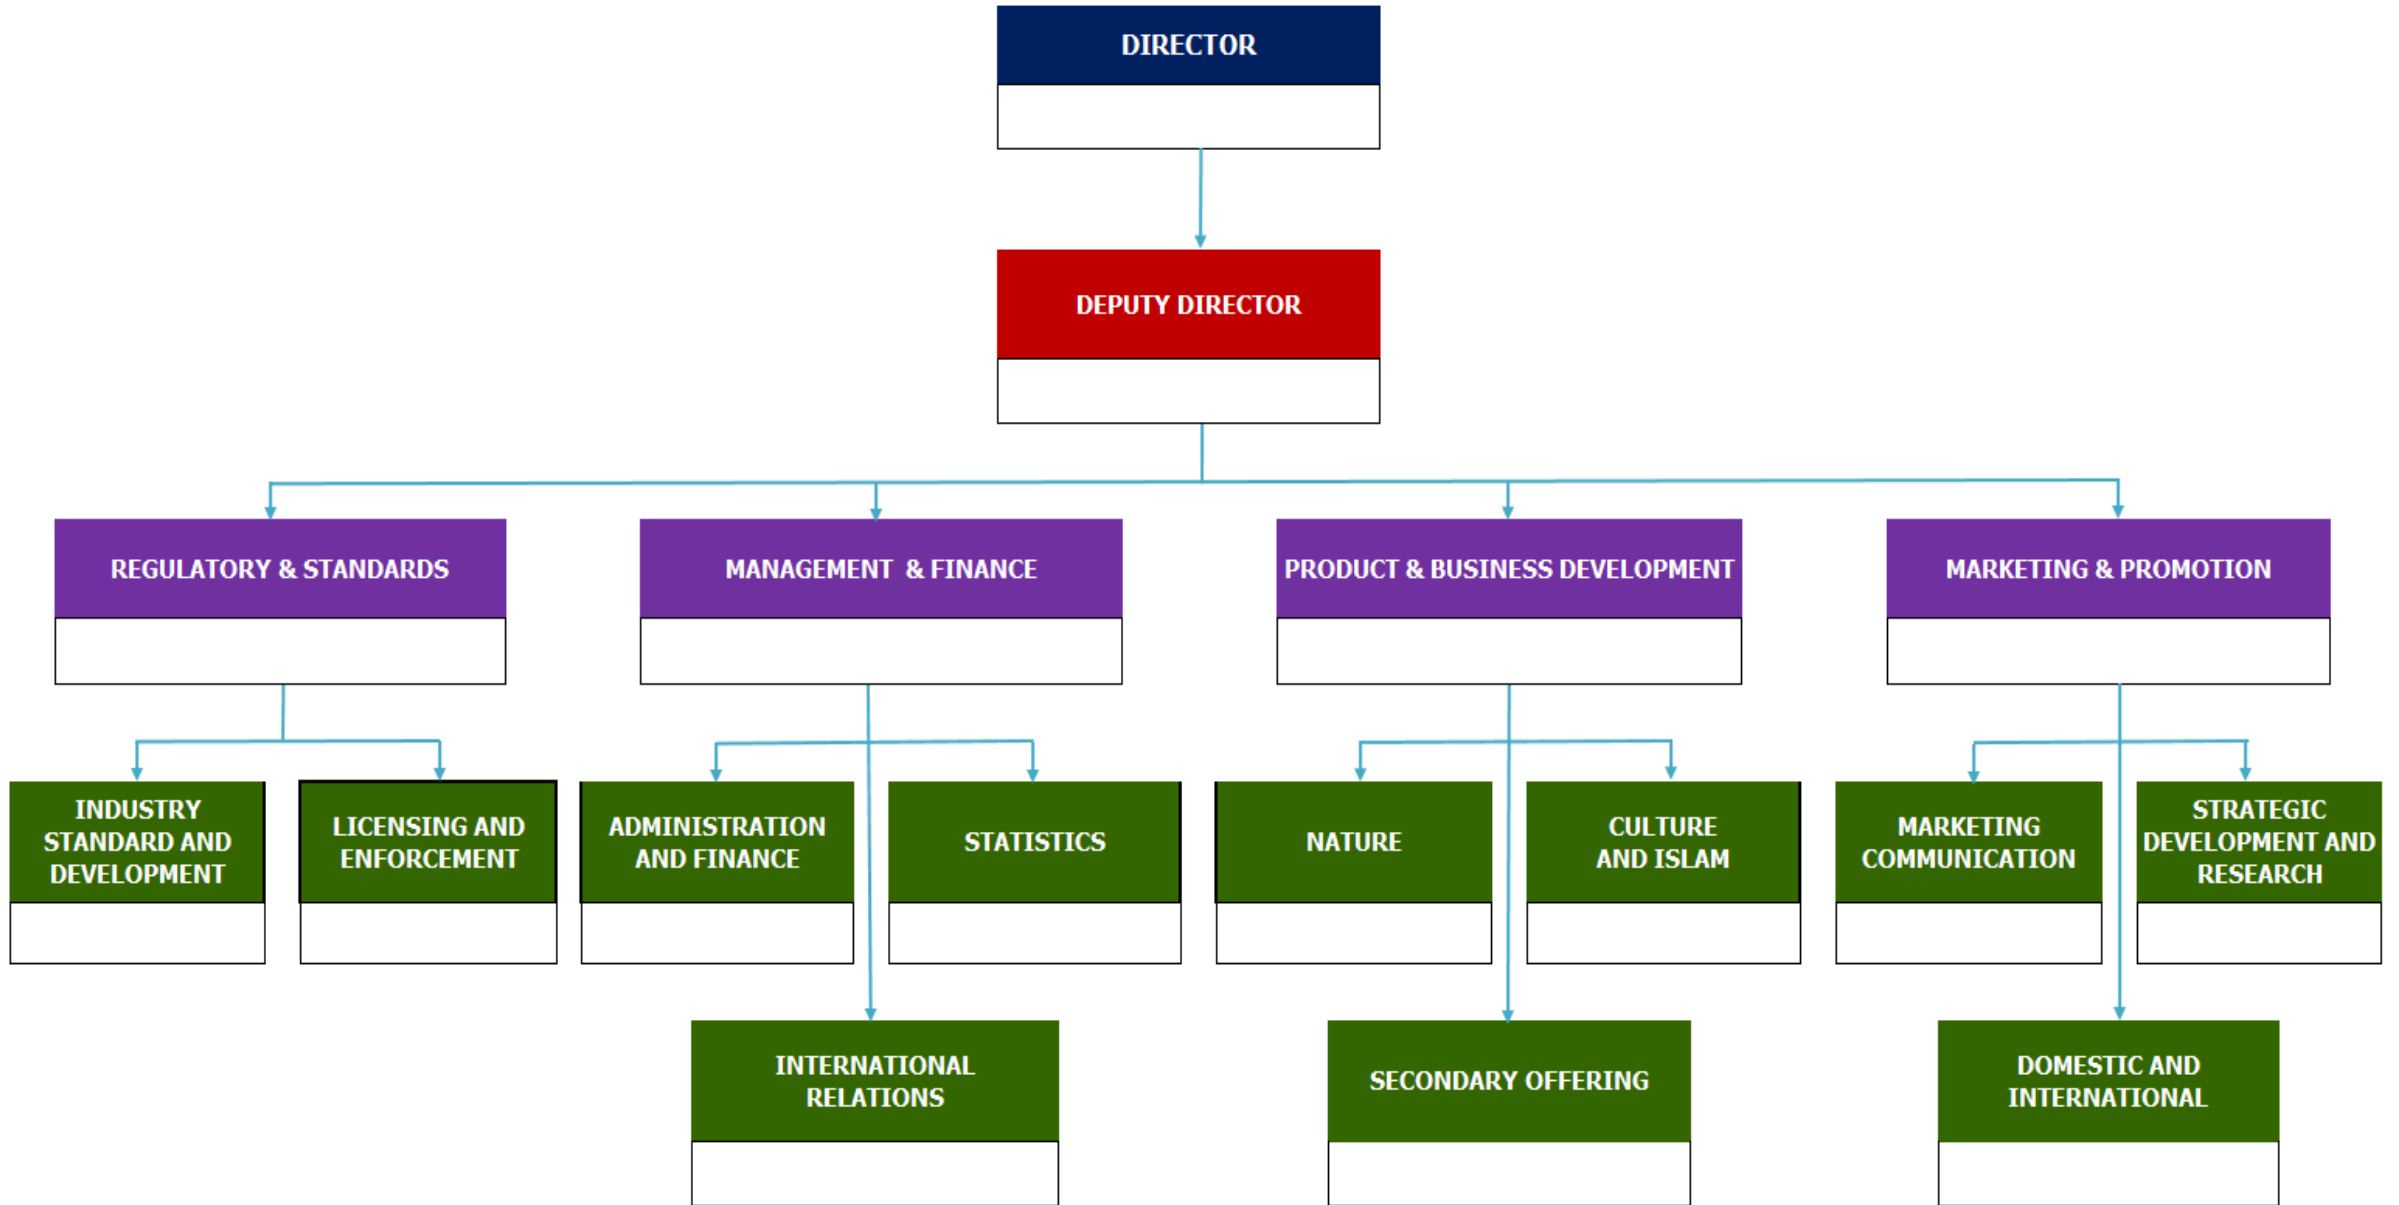 DIRECTOR
DEPUTY DIRECTOR
REGULATORY & STANDARDS
MANAGEMENT & FINANCE
PRODUCT & BUSINESS DEVELOPMENT
MARKETING & PROMOTION
INDUSTRY
STANDARD AND
DEVELOPMENT
LICENSING AND
ENFORCEMENT
ADMINISTRATION
AND FINANCE
STATISTICS
NATURE
CULTURE
AND ISLAM
MARKETING
COMMUNICATION
STRATEGIC
DEVELOPMENT AND
RESEARCH
INTERNATIONAL
RELATIONS
SECONDARY OFFERING
DOMESTIC AND
INTERNATIONAL